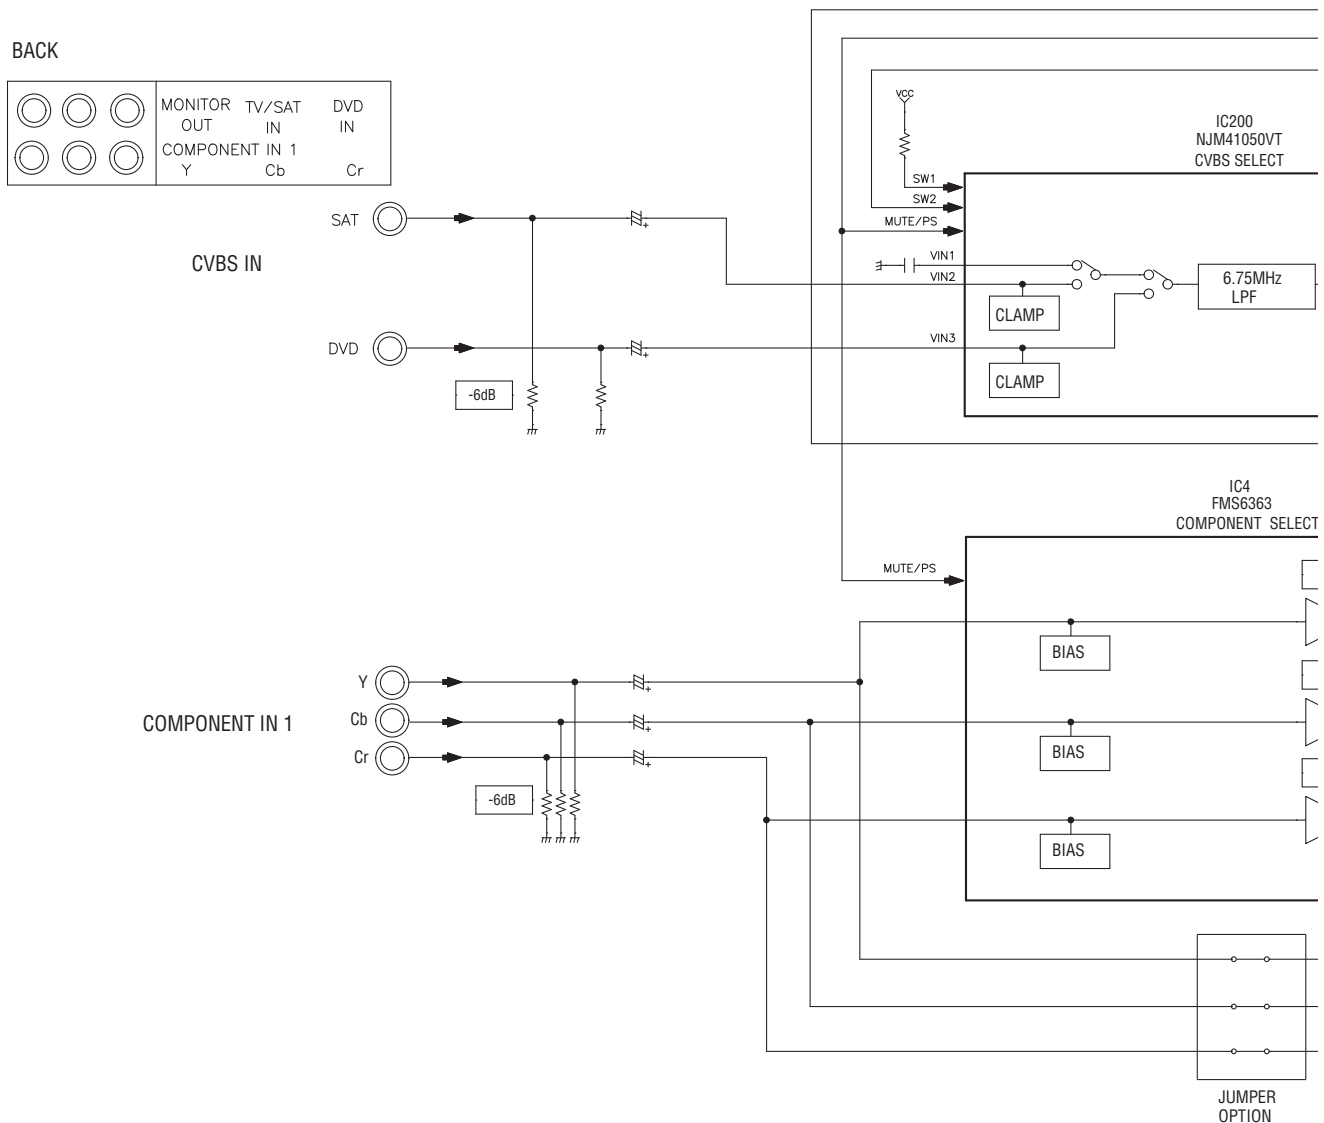 BACK
MONITOR OUT
TV/SAT IN
DVD IN
COMPONENT IN 1
Y Cb Cr
VCC
IC200
NJM41050VT
CVBS SELECT
SW1
SW2
MUTE/PS
SAT
CVBS IN
VIN1
VIN2
6.75MHz
LPF
CLAMP
DVD
VIN3
CLAMP
-6dB
IC4
FMS6363
COMPONENT SELECT
MUTE/PS
BIAS
Y
Cb
COMPONENT IN 1
BIAS
Cr
-6dB
BIAS
JUMPER
OPTION
+
+
+
+
+